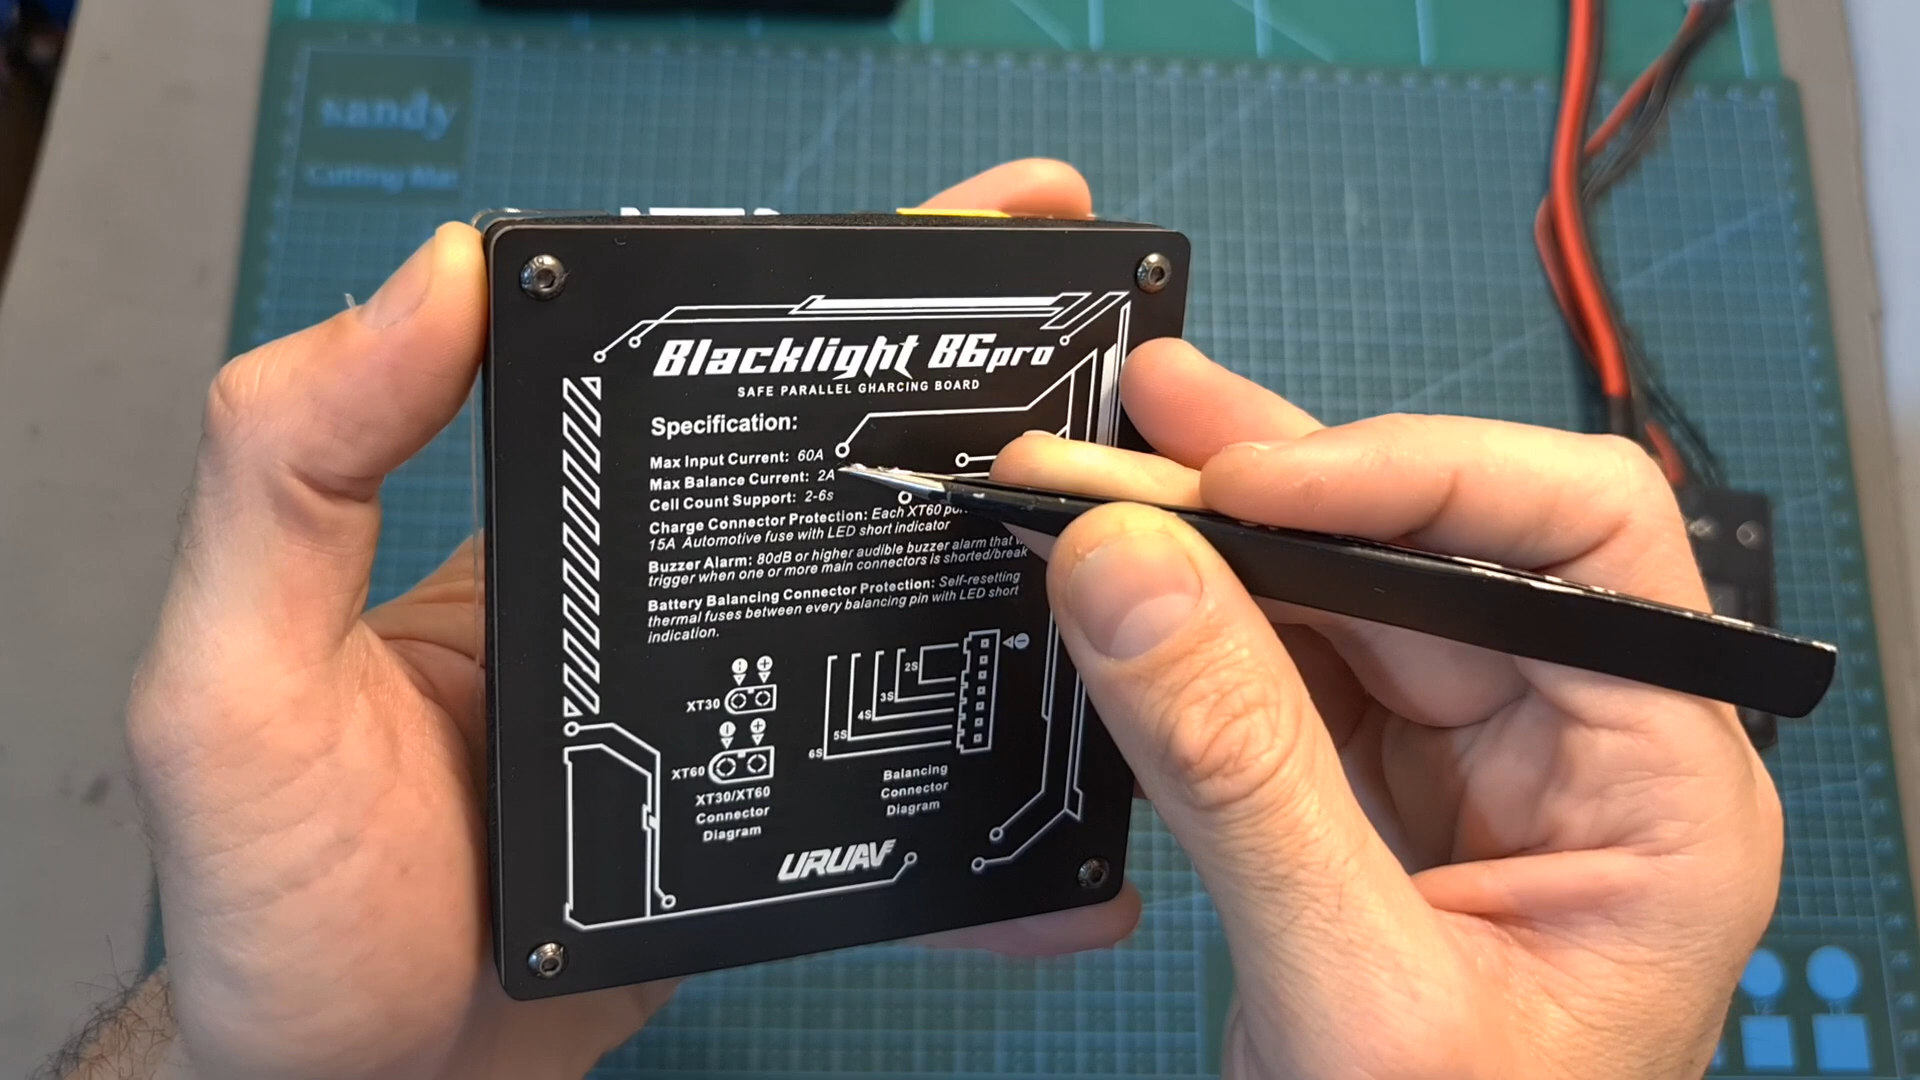 sandy
Cutting Mat
Blacklight B6pro
SAFE PARALLEL GHARCING BOARD
Specification:
Max Input Current: 60A
Max Balance Current: 2A
Cell Count Support: 2-6s
Charge Connector Protection: Each XT60
15A Automotive fuse with LED short indicator
Buzzer Alarm: 80dB or higher audible buzzer alarm that
trigger when one or more main connectors is shorted/break
Battery Balancing Connector Protection: Self-resetting
thermal fuses between every balancing pin with LED short
indication.
2S
3S
4S
5S
6S
XT30
XT60
XT30/XT60
Connector
Diagram
Balancing
Connector
Diagram
URUAV